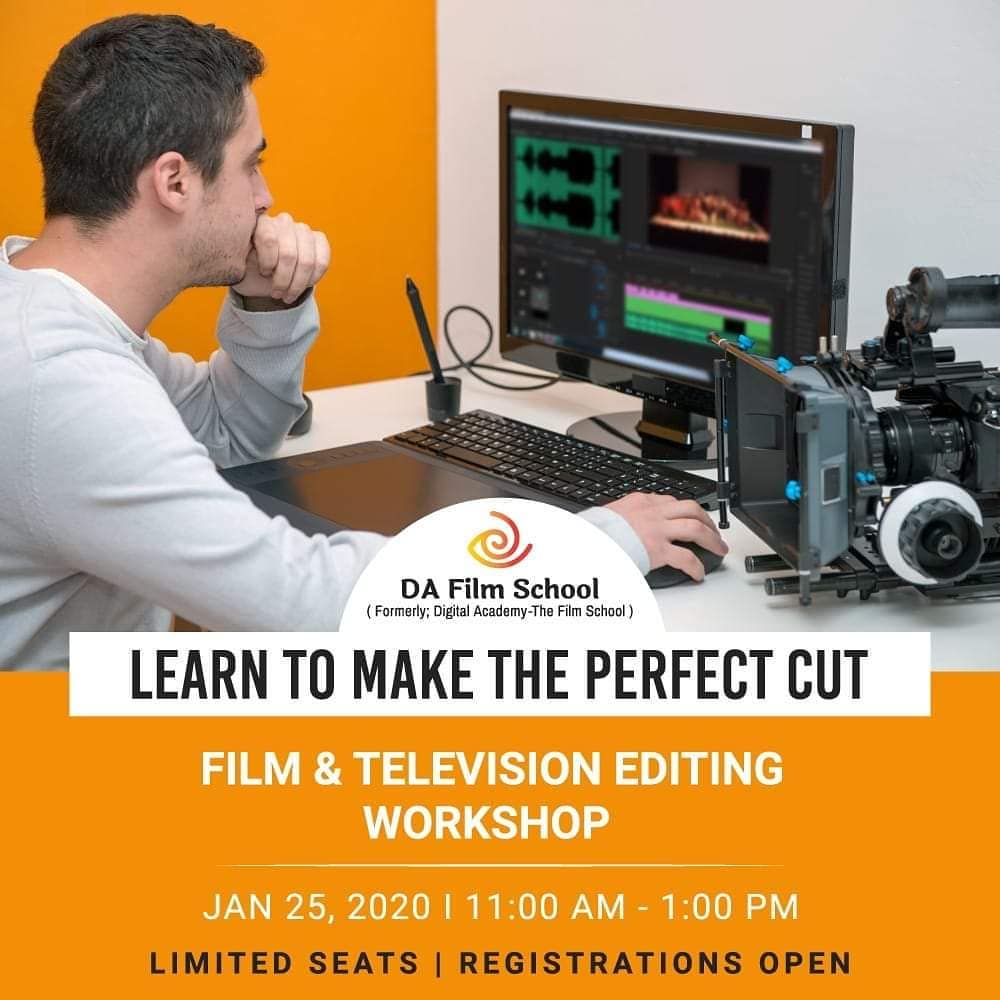 DA Film School
( Formerly; Digital Academy-The Film School )
LEARN TO MAKE THE PERFECT CUT
FILM & TELEVISION EDITING
WORKSHOP
JAN 25, 2020 I 11:00 AM - 1:00 PM
LIMITED SEATS | REGISTRATIONS OPEN